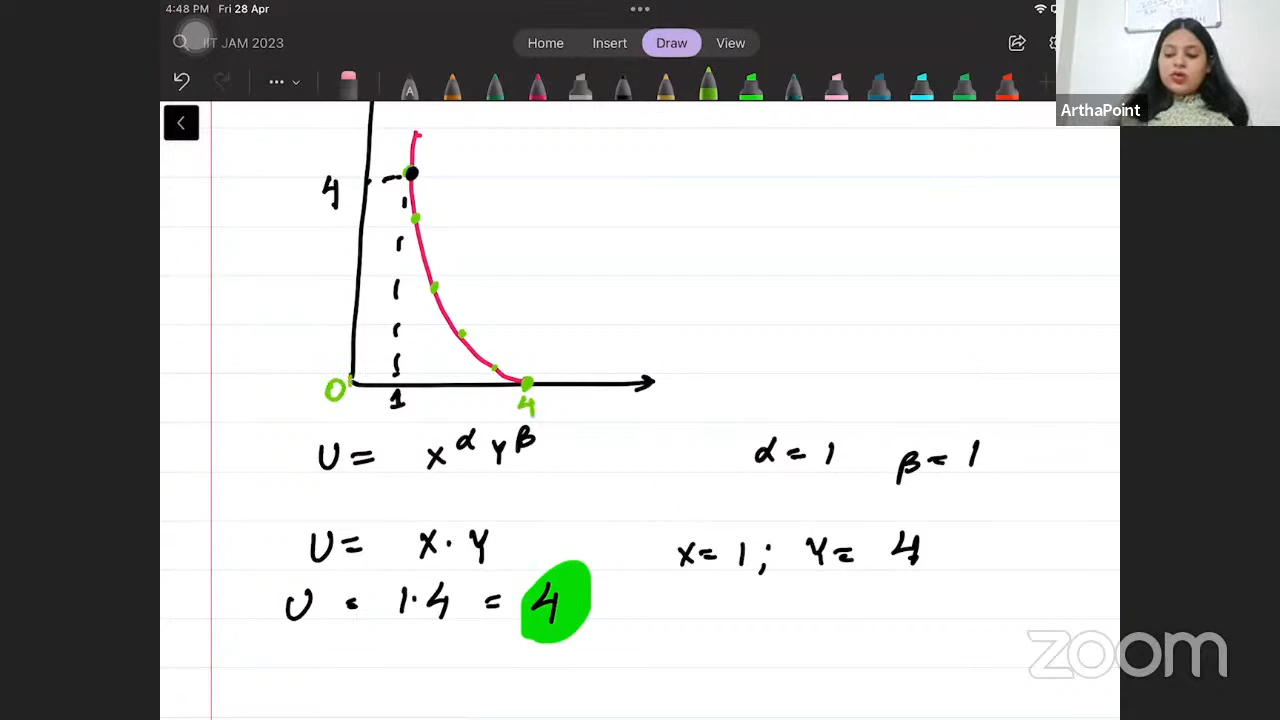 4:48 PM Fri 28 Apr
IIT JAM 2023
Home Insert Draw View
A
ArthaPoint
4
0 1 4
U = X^α Y^β α = 1 β = 1
U = X · Y X = 1 ; Y = 4
U = 1·4 = 4
zoom